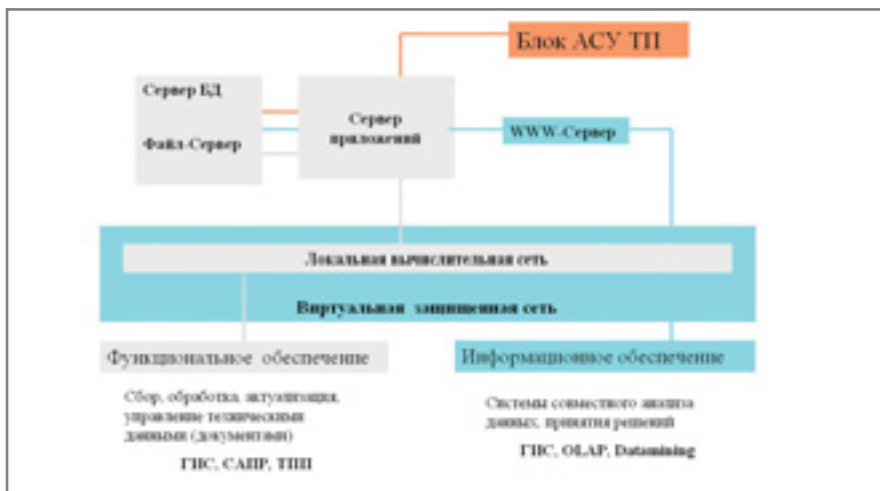 Блок АСУ ТП
Сервер БД
Файл-Сервер
Сервер
приложений
WWW-Сервер
Локальная вычислительная сеть
Виртуальная защищенная сеть
Функциональное обеспечение
Сбор, обработка, актуализация,
управление техническими
данными (документами)
ГИС, САПР, ТПП
Информационное обеспечение
Системы совместного анализа
данных, принятия решений
ГИС, OLAP, Datamining